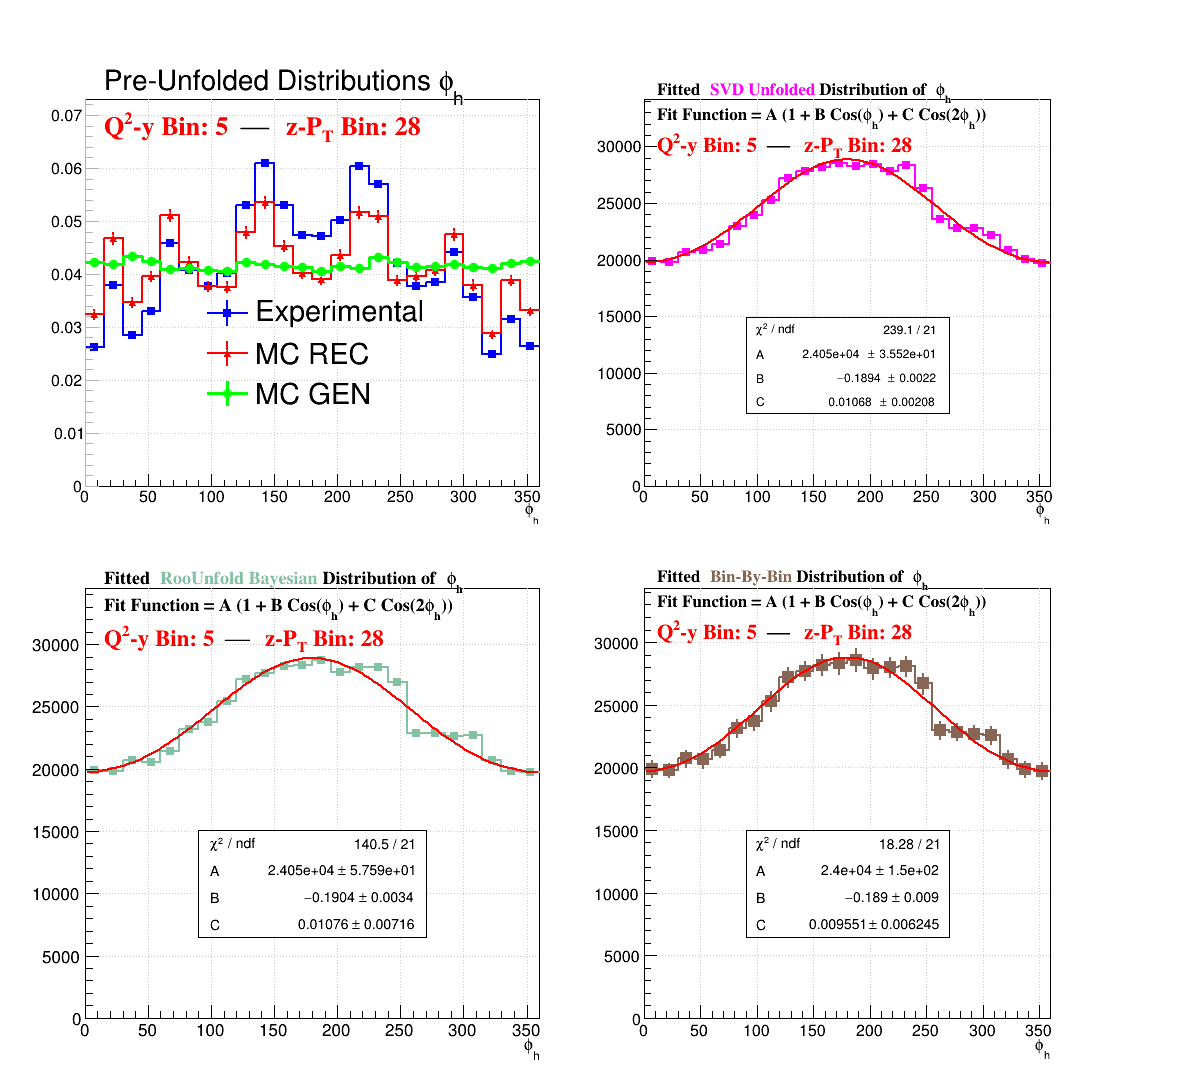 Pre-Unfolded Distributions ϕh
Q²-y Bin: 5 — z-PT Bin: 28
0.07
0.06
0.05
0.04
0.03
0.02
0.01
0
Experimental
MC REC
MC GEN
0 50 100 150 200 250 300 350
ϕh
Fitted SVD Unfolded Distribution of ϕh
Fit Function = A (1 + B Cos(ϕh) + C Cos(2ϕh))
Q²-y Bin: 5 — z-PT Bin: 28
30000
25000
20000
15000
10000
5000
0
χ² / ndf 239.1 / 21
A 2.405e+04 ± 3.552e+01
B −0.1894 ± 0.0022
C 0.01068 ± 0.00208
0 50 100 150 200 250 300 350
ϕh
Fitted RooUnfold Bayesian Distribution of ϕh
Fit Function = A (1 + B Cos(ϕh) + C Cos(2ϕh))
Q²-y Bin: 5 — z-PT Bin: 28
30000
25000
20000
15000
10000
5000
0
χ² / ndf 140.5 / 21
A 2.405e+04 ± 5.759e+01
B −0.1904 ± 0.0034
C 0.01076 ± 0.00716
0 50 100 150 200 250 300 350
ϕh
Fitted Bin-By-Bin Distribution of ϕh
Fit Function = A (1 + B Cos(ϕh) + C Cos(2ϕh))
Q²-y Bin: 5 — z-PT Bin: 28
30000
25000
20000
15000
10000
5000
0
χ² / ndf 18.28 / 21
A 2.4e+04 ± 1.5e+02
B −0.189 ± 0.009
C 0.009551 ± 0.006245
0 50 100 150 200 250 300 350
ϕh